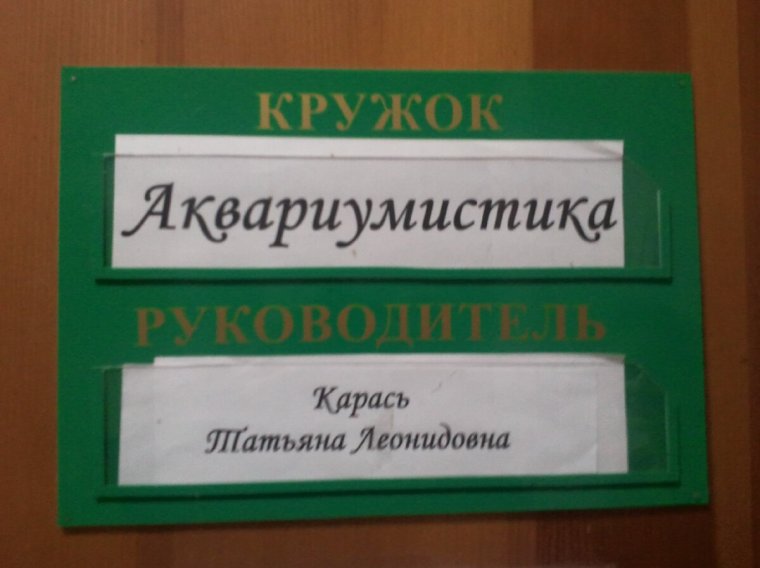 КРУЖОК
Аквариумистика
РУКОВОДИТЕЛЬ
Карась
Татьяна Леонидовна